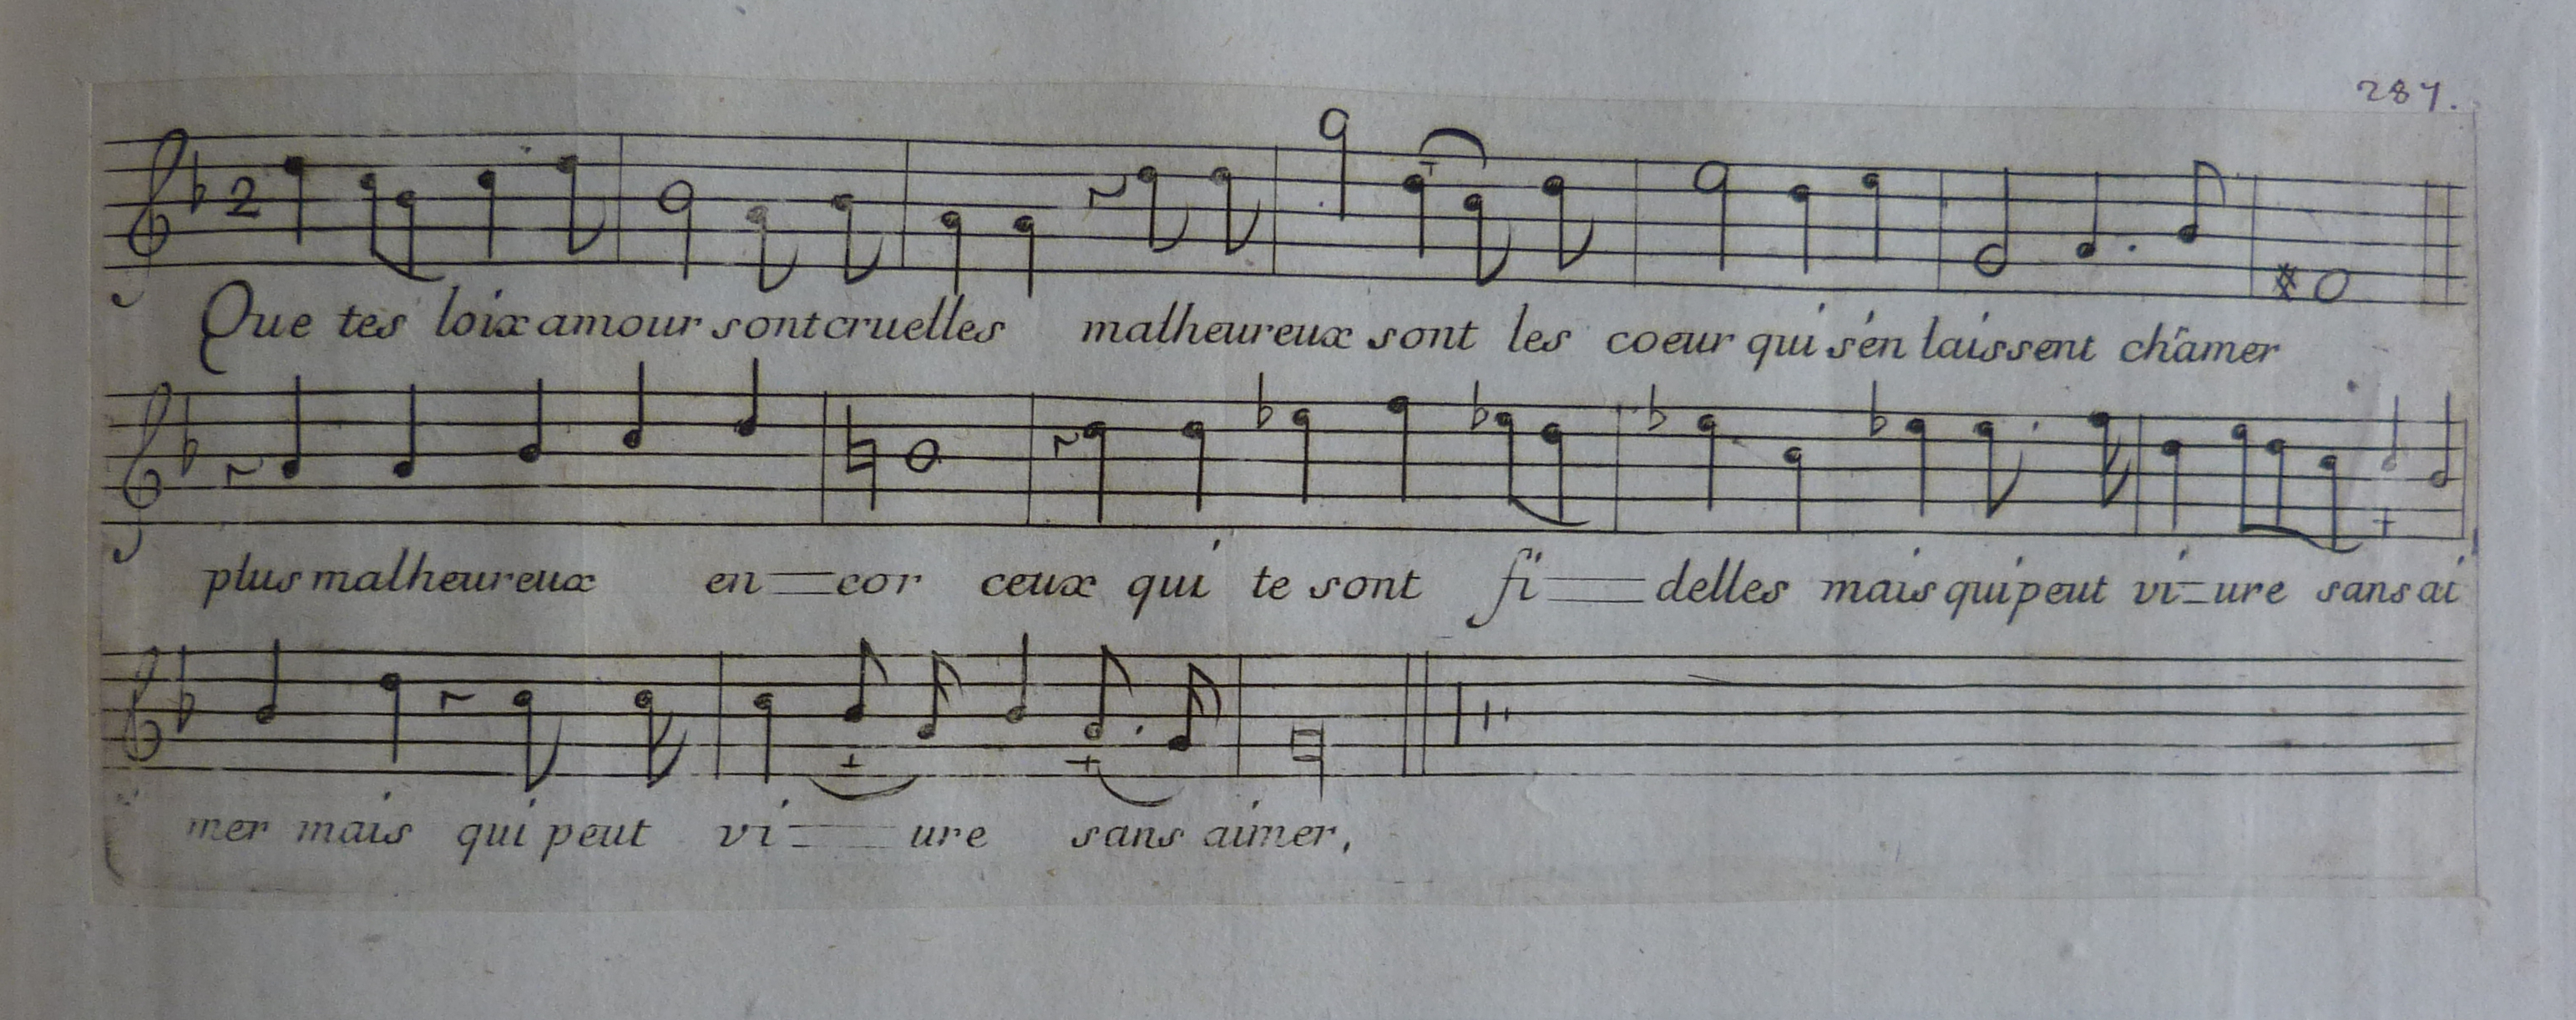 287.
2
Que tes loix amour sont cruelles malheureux sont les coeur qui s'en laissent châmer
plus malheureux en=cor ceux qui te sont fi=delles mais qui peut vi=ure sans ai
mer mais qui peut vi=ure sans aimer,